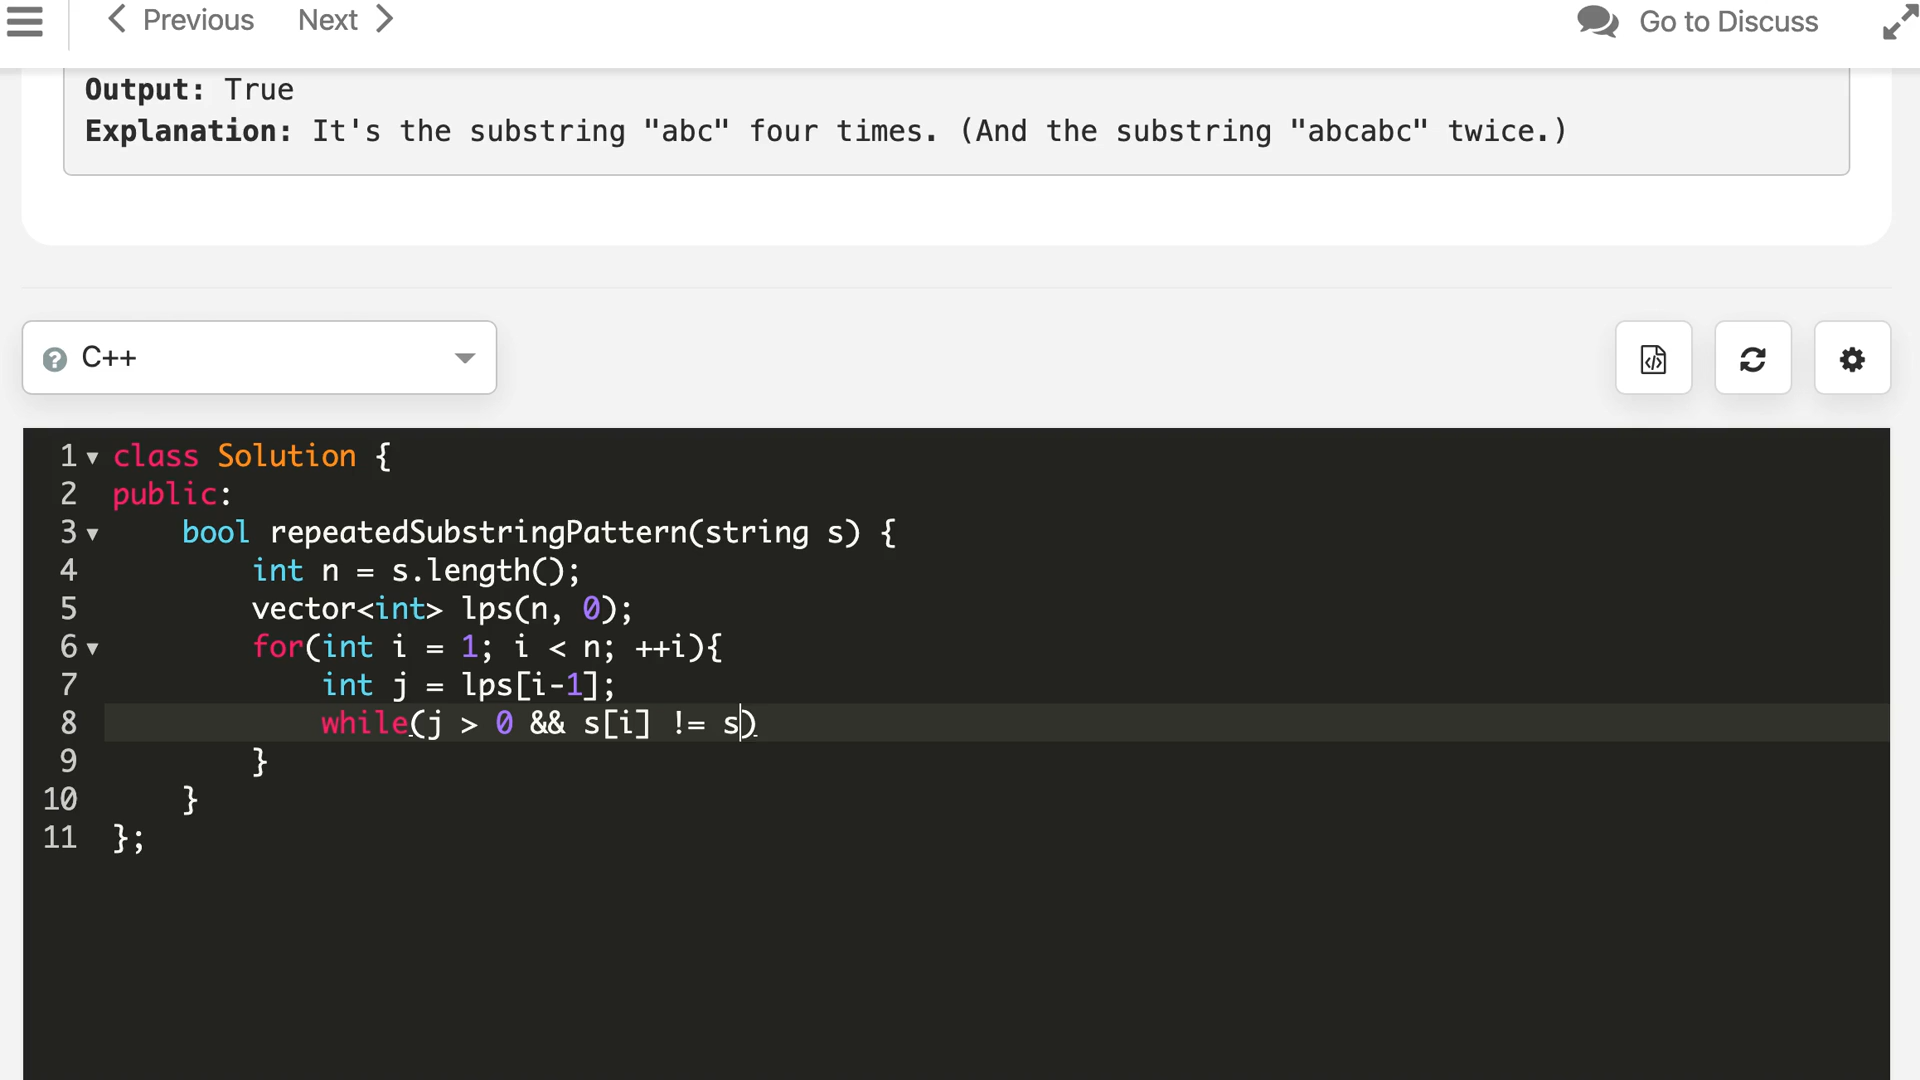 Previous Next Go to Discuss
Output: True
Explanation: It's the substring "abc" four times. (And the substring "abcabc" twice.)
? C++
1 class Solution {
2 public:
3     bool repeatedSubstringPattern(string s) {
4         int n = s.length();
5         vector<int> lps(n, 0);
6         for(int i = 1; i < n; ++i){
7             int j = lps[i-1];
8             while(j > 0 && s[i] != s)
9         }
10     }
11 };